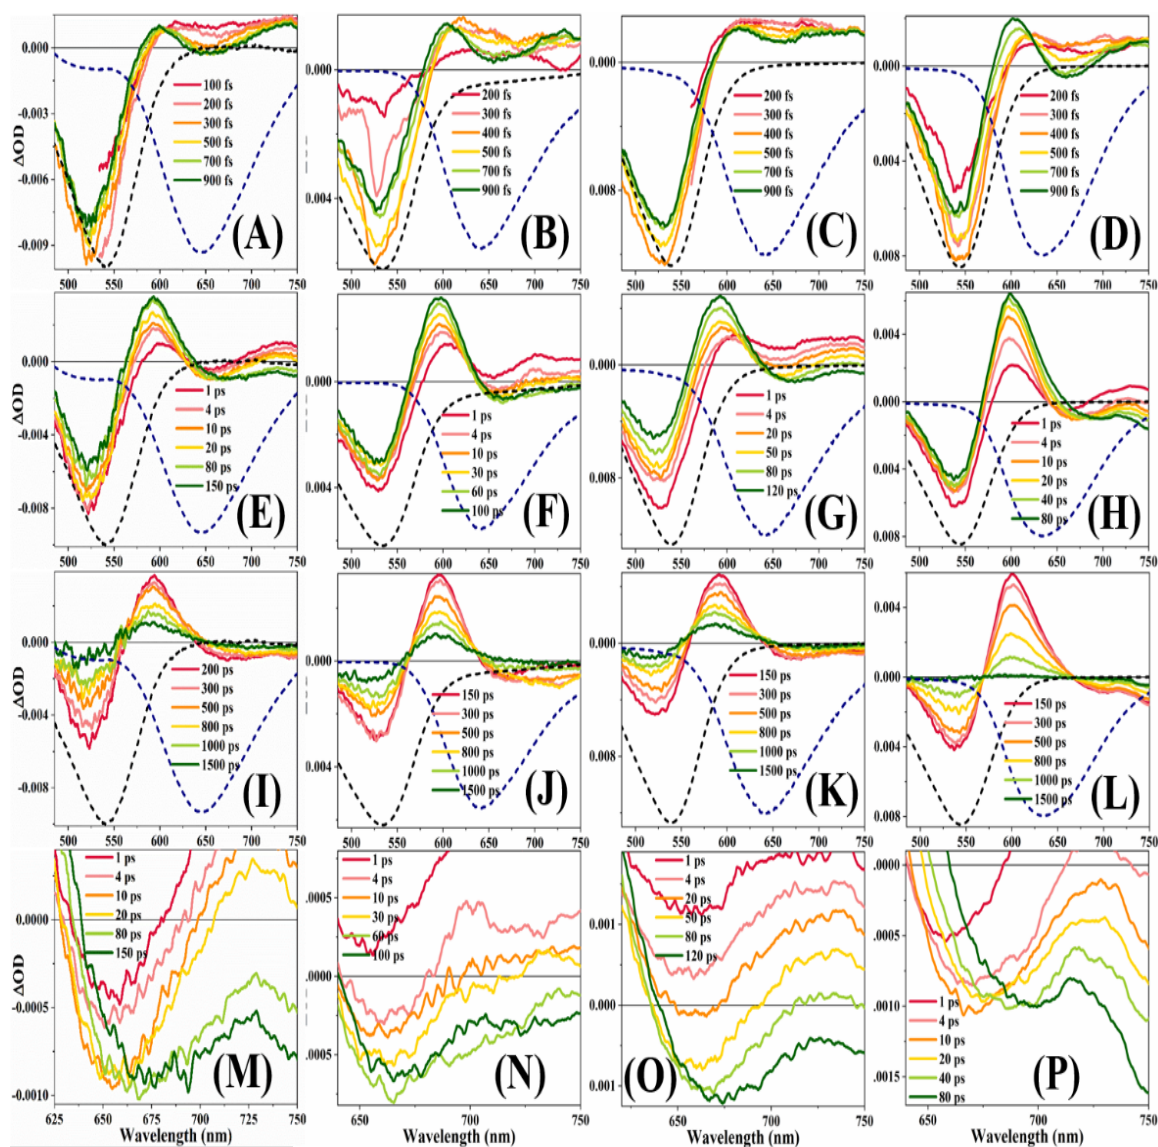 ΔOD
0.000
-0.003
-0.006
-0.009
100 fs
200 fs
300 fs
500 fs
700 fs
900 fs
(A)
500 550 600 650 700 750
0.000
0.004
200 fs
300 fs
400 fs
500 fs
700 fs
900 fs
(B)
500 550 600 650 700 750
0.000
0.008
200 fs
300 fs
400 fs
500 fs
700 fs
900 fs
(C)
500 550 600 650 700 750
0.000
0.004
0.008
200 fs
300 fs
400 fs
500 fs
700 fs
900 fs
(D)
500 550 600 650 700 750
ΔOD
0.000
-0.004
-0.008
1 ps
4 ps
10 ps
20 ps
80 ps
150 ps
(E)
500 550 600 650 700 750
0.000
0.004
1 ps
4 ps
10 ps
30 ps
60 ps
100 ps
(F)
500 550 600 650 700 750
0.000
0.008
1 ps
4 ps
20 ps
50 ps
80 ps
120 ps
(G)
500 550 600 650 700 750
0.004
0.000
0.004
0.008
1 ps
4 ps
10 ps
20 ps
40 ps
80 ps
(H)
500 550 600 650 700 750
ΔOD
0.000
-0.004
-0.008
200 ps
300 ps
500 ps
800 ps
1000 ps
1500 ps
(I)
500 550 600 650 700 750
0.000
0.004
150 ps
300 ps
500 ps
800 ps
1000 ps
1500 ps
(J)
500 550 600 650 700 750
0.000
0.008
150 ps
300 ps
500 ps
800 ps
1000 ps
1500 ps
(K)
500 550 600 650 700 750
0.004
0.000
0.004
0.008
150 ps
300 ps
500 ps
800 ps
1000 ps
1500 ps
(L)
500 550 600 650 700 750
ΔOD
0.0000
-0.0005
-0.0010
1 ps
4 ps
10 ps
20 ps
80 ps
150 ps
(M)
625 650 675 700 725 750
Wavelength (nm)
.0005
.0000
.0005
1 ps
4 ps
10 ps
30 ps
60 ps
100 ps
(N)
650 700 750
Wavelength (nm)
0.001
0.000
0.001
1 ps
4 ps
20 ps
50 ps
80 ps
120 ps
(O)
650 700 750
Wavelength (nm)
.0000
.0005
.0010
.0015
1 ps
4 ps
10 ps
20 ps
40 ps
80 ps
(P)
650 700 750
Wavelength (nm)